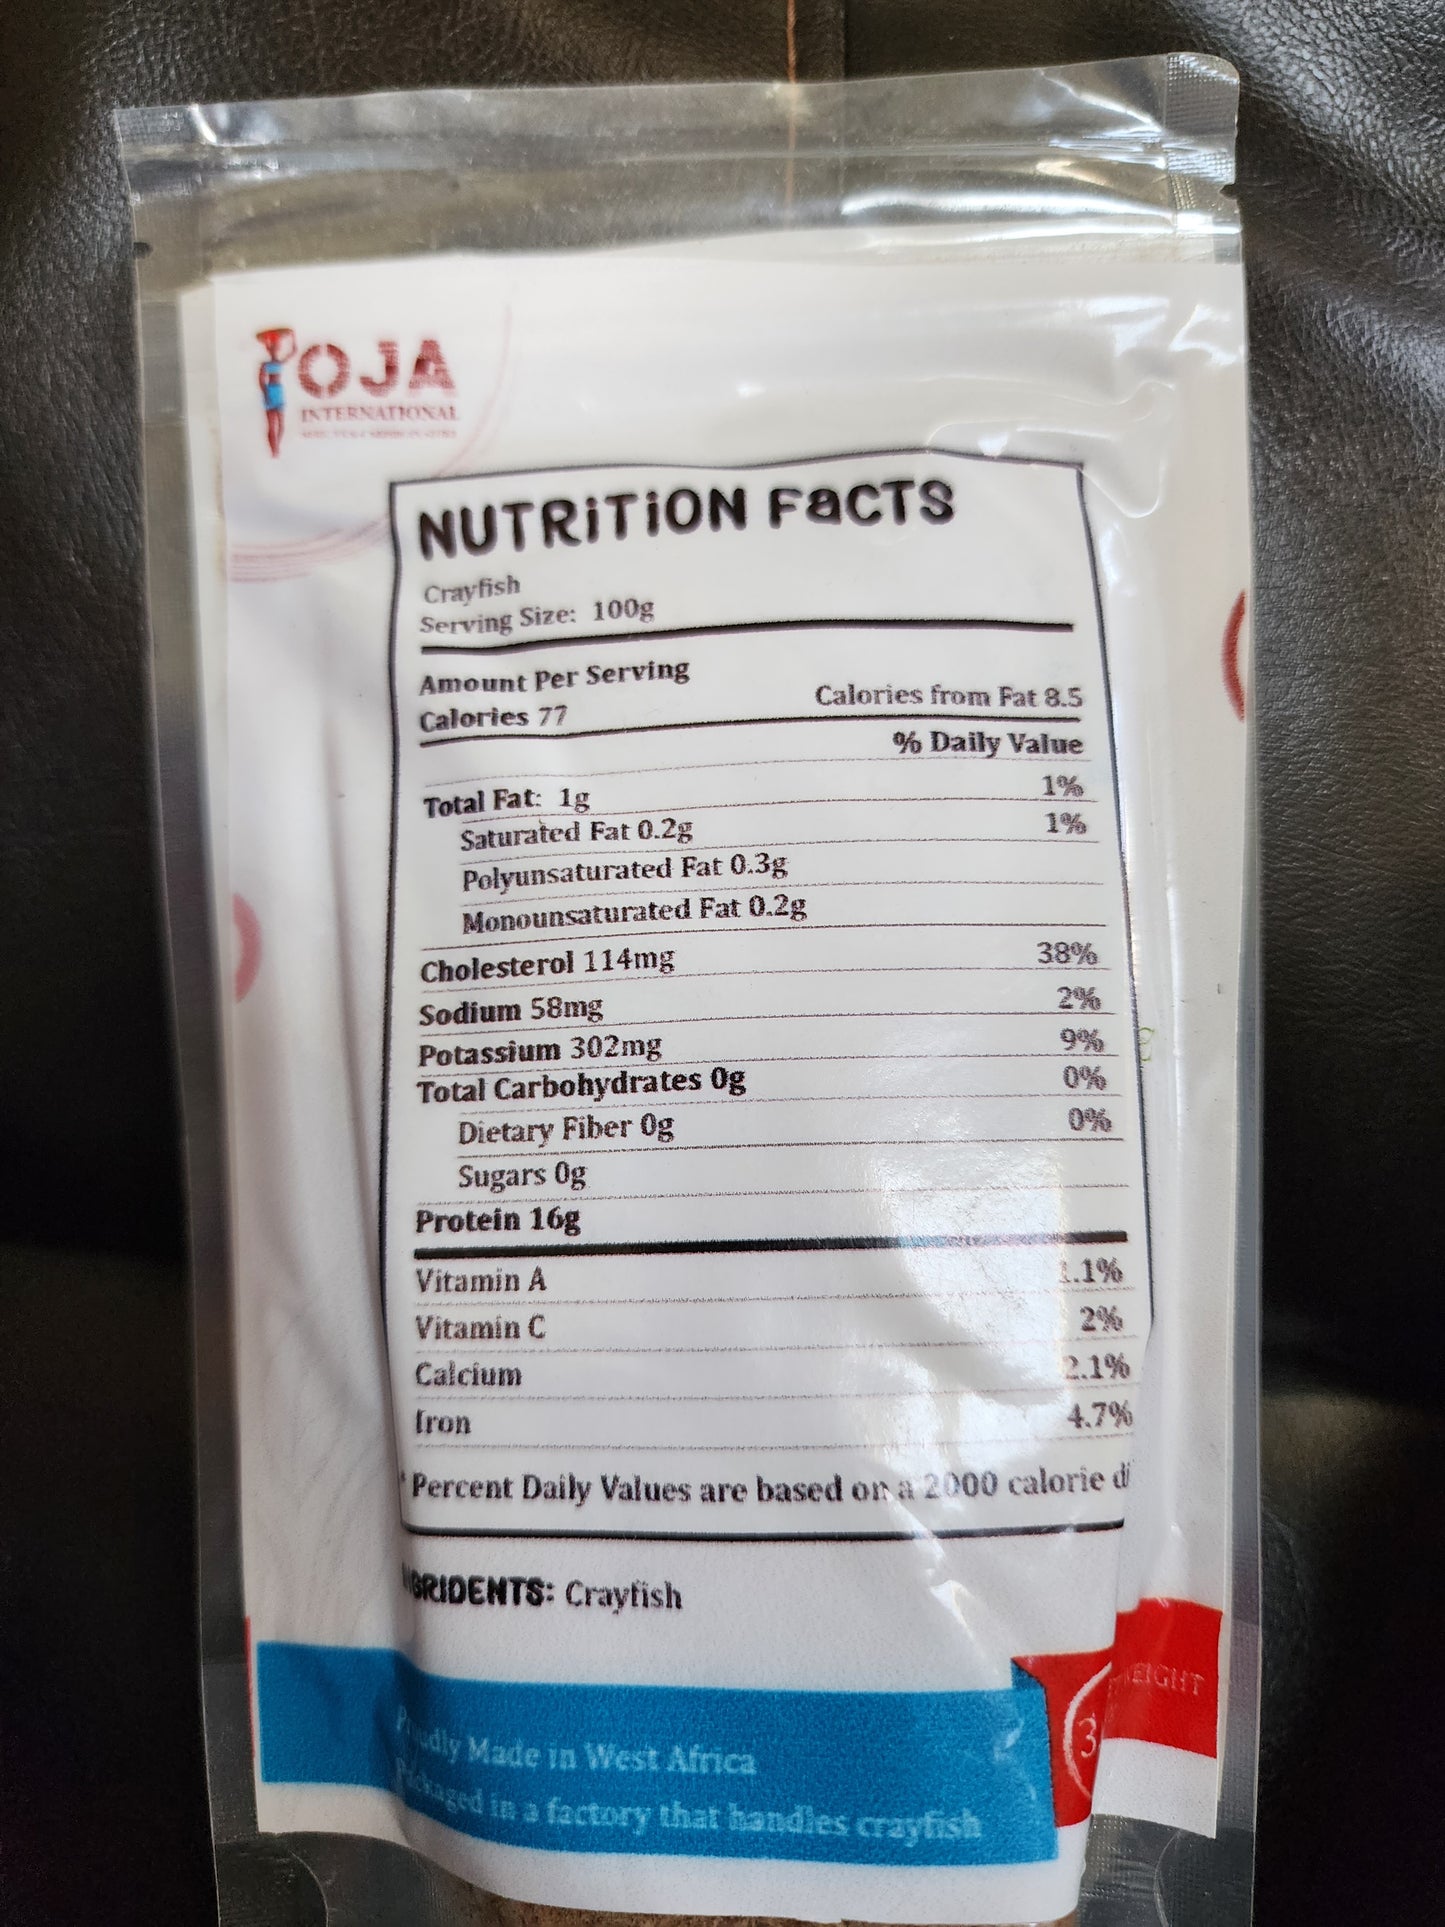 OJA
INTERNATIONAL
NUTRITION FACTS
Crayfish
Serving Size: 100g
Amount Per Serving
Calories 77 Calories from Fat 8.5
% Daily Value
Total Fat: 1g 1%
Saturated Fat 0.2g 1%
Polyunsaturated Fat 0.3g
Monounsaturated Fat 0.2g
Cholesterol 114mg 38%
Sodium 58mg 2%
Potassium 302mg 9%
Total Carbohydrates 0g 0%
Dietary Fiber 0g 0%
Sugars 0g
Protein 16g
Vitamin A 1.1%
Vitamin C 2%
Calcium 2.1%
Iron 4.7%
* Percent Daily Values are based on a 2000 calorie di
INGRIDENTS: Crayfish
Proudly Made in West Africa
Packaged in a factory that handles crayfish
WEIGHT
3